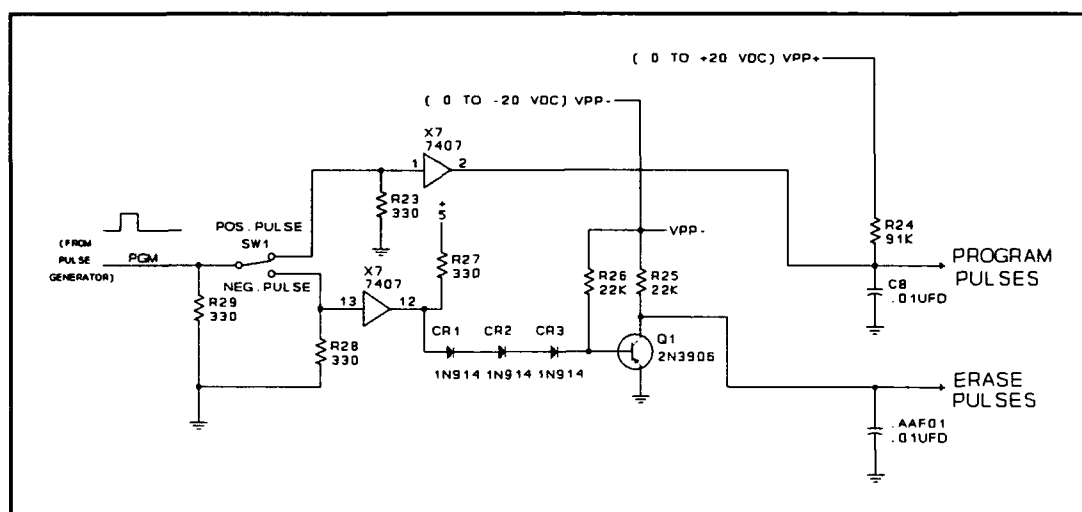 ( 0 TO +20 VDC) VPP+
( 0 TO -20 VDC) VPP-
X7
7407
1
2
R23
330
+
5
R24
91K
POS.PULSE
SW1
(FROM
PULSE
GENERATOR)
PGM
NEG.PULSE
X7
7407
13
12
R27
330
VPP-
R26
22K
R25
22K
PROGRAM
PULSES
C8
.01UFD
R29
330
R28
330
CR1
CR2
CR3
1N914
1N914
1N914
Q1
2N3906
ERASE
PULSES
.AAF01
.01UFD